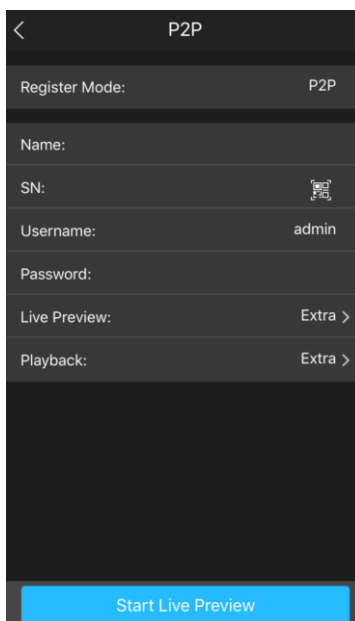 P2P
Register Mode: P2P
Name:
SN:
Username: admin
Password:
Live Preview: Extra
Playback: Extra
Start Live Preview